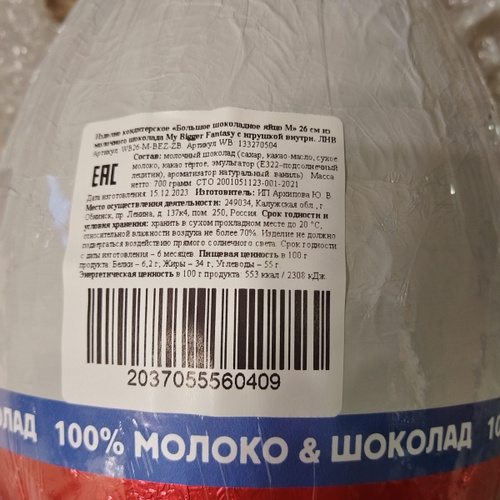 Изделие кондитерское «Большое шоколадное яйцо М» 26 см из
молочного шоколада My Bigger Fantasy с игрушкой внутри. ЛНВ
Артикул WB26-M-BEZ-ZB Артикул WB 133270504
EAC
Состав: молочный шоколад (сахар, какао-масло, сухое
молоко, какао тёртое, эмульгатор (Е322-подсолнечный
лецитин), ароматизатор натуральный ваниль) Масса
нетто 700 грамм. СТО 2001051123-001-2021
Дата изготовления 15.12.2023 Изготовитель: ИП Архипова Ю. В.
Место осуществления деятельности: 249034, Калужская обл., г
Обнинск, пр. Ленина, д. 137к4, пом. 250, Россия Срок годности и
условия хранения: хранить в сухом прохладном месте до 20 °С,
относительной влажности воздуха не более 70%. Изделие не должно
подвергаться воздействию прямого солнечного света. Срок годности
с даты изготовления – 6 месяцев. Пищевая ценность в 100 г
продукта: Белки – 6,2 г; Жиры – 34 г; Углеводы – 55 г.
Энергетическая ценность в 100 г продукта: 553 ккал / 2308 кДж
2037055560409
ОЛАД 100% МОЛОКО & ШОКОЛАД 10